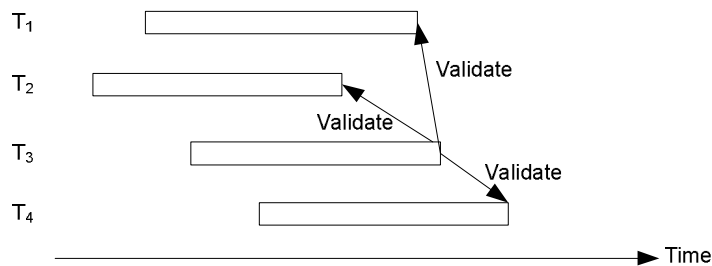 T₁
Validate
T₂
Validate
T₃
Validate
T₄
Time